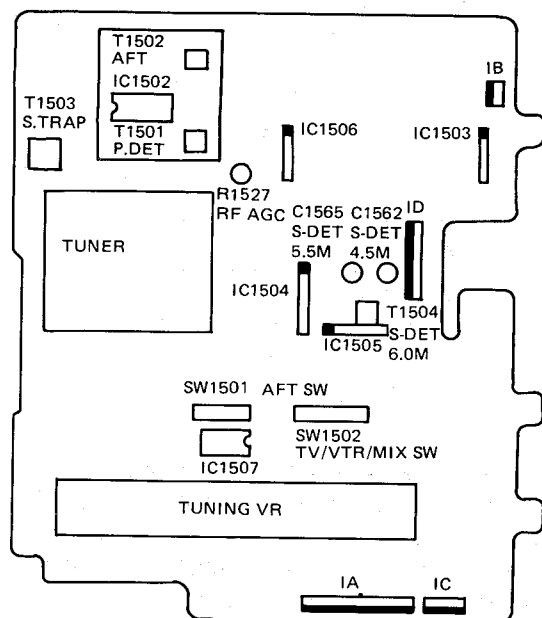 T1502
AFT
IC1502
T1501
P.DET
T1503
S.TRAP
IB
IC1506
IC1503
R1527
RF AGC
C1565
S-DET
5.5M
C1562
S-DET
4.5M
ID
TUNER
IC1504
T1504
S-DET
6.0M
IC1505
SW1501 AFT SW
SW1502
TV/VTR/MIX SW
IC1507
TUNING VR
IA
IC